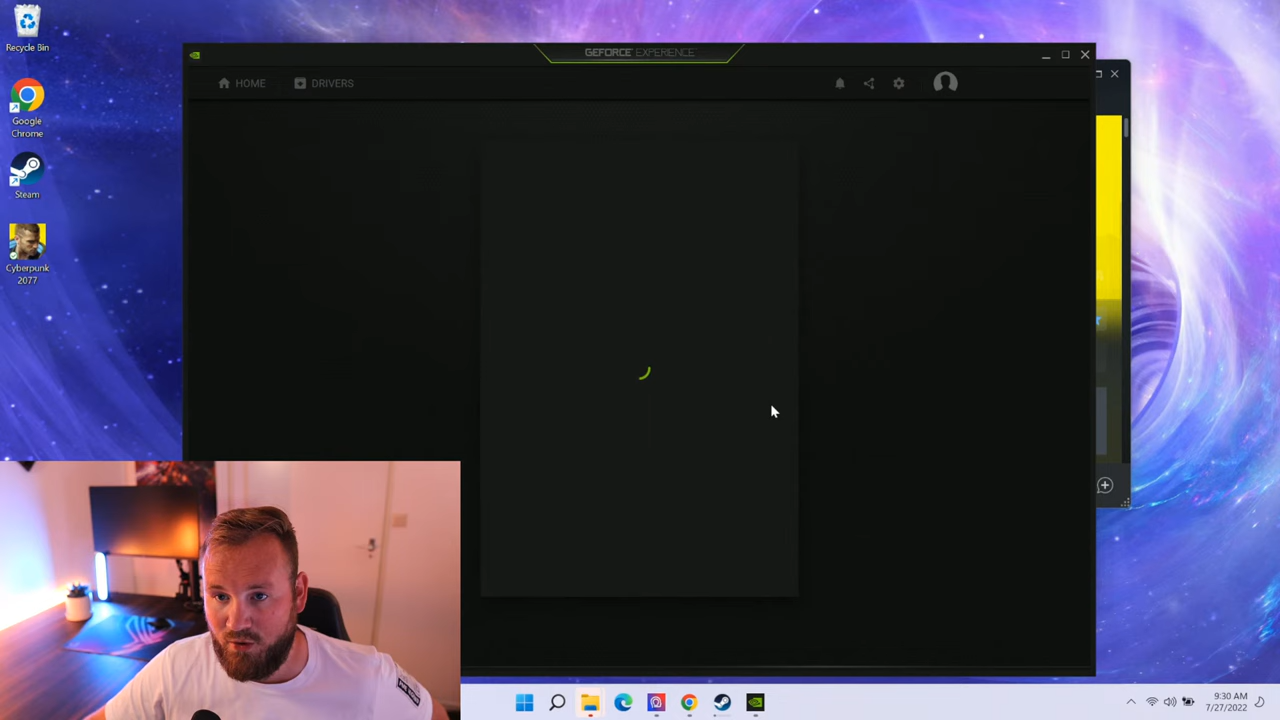 Recycle Bin
Google
Chrome
Steam
Cyberpunk
2077
GEFORCE EXPERIENCE
HOME
DRIVERS
9:30 AM
7/27/2022